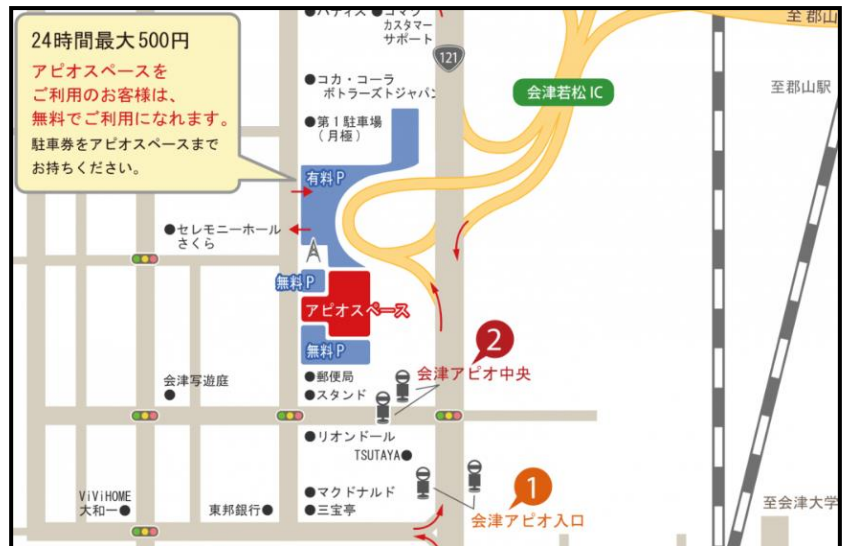 24時間最大500円
アピオスペースを
ご利用のお客様は、
無料でご利用になれます。
駐車券をアピオスペースまで
お持ちください。
カスタマー
サポート
121
至 郡山
●コカ・コーラ
ボトラーズジャパン
会津若松 IC
至郡山駅
●第1駐車場
(月極)
有料 P
●セレモニーホール
さくら
無料 P
アピオスペース
無料 P
2
会津アピオ中央
●郵便局
●スタンド
会津写遊庭
●リオンドール
TSUTAYA●
ViViHOME
大和一●
東邦銀行●
●マクドナルド
●三宝亭
1
会津アピオ入口
至会津大学